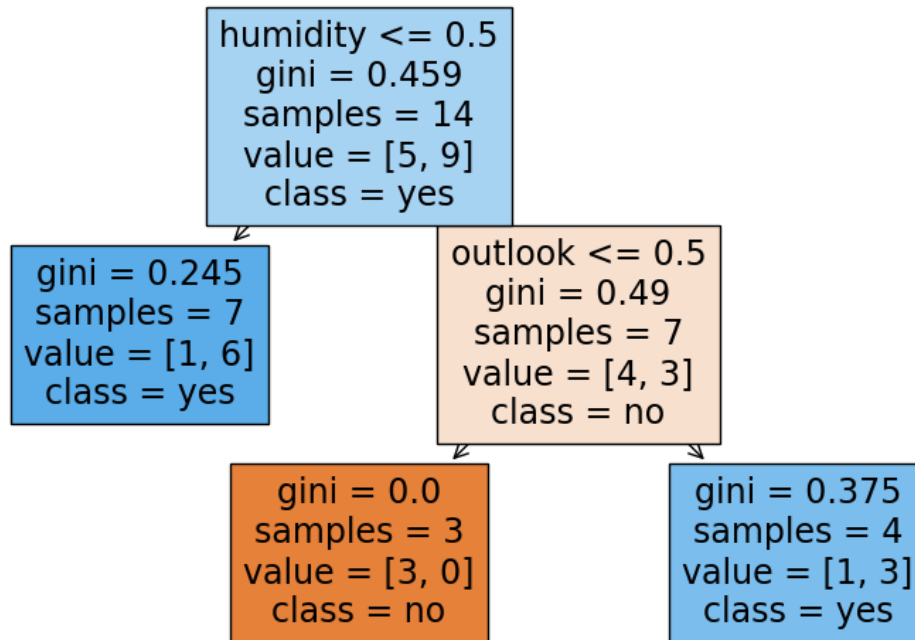 humidity <= 0.5
gini = 0.459
samples = 14
value = [5, 9]
class = yes
gini = 0.245
samples = 7
value = [1, 6]
class = yes
outlook <= 0.5
gini = 0.49
samples = 7
value = [4, 3]
class = no
gini = 0.0
samples = 3
value = [3, 0]
class = no
gini = 0.375
samples = 4
value = [1, 3]
class = yes